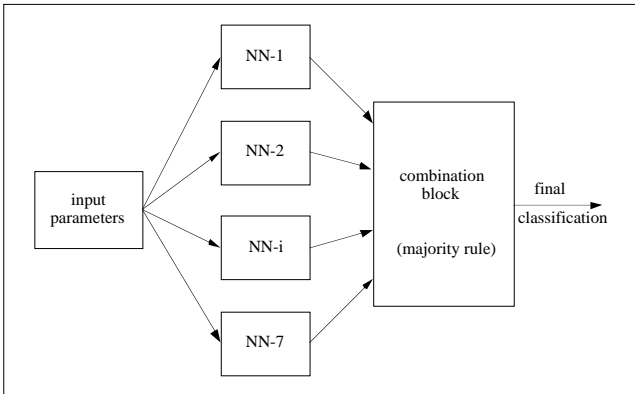 input
parameters
NN-1
NN-2
NN-i
NN-7
combination
block
(majority rule)
final
classification